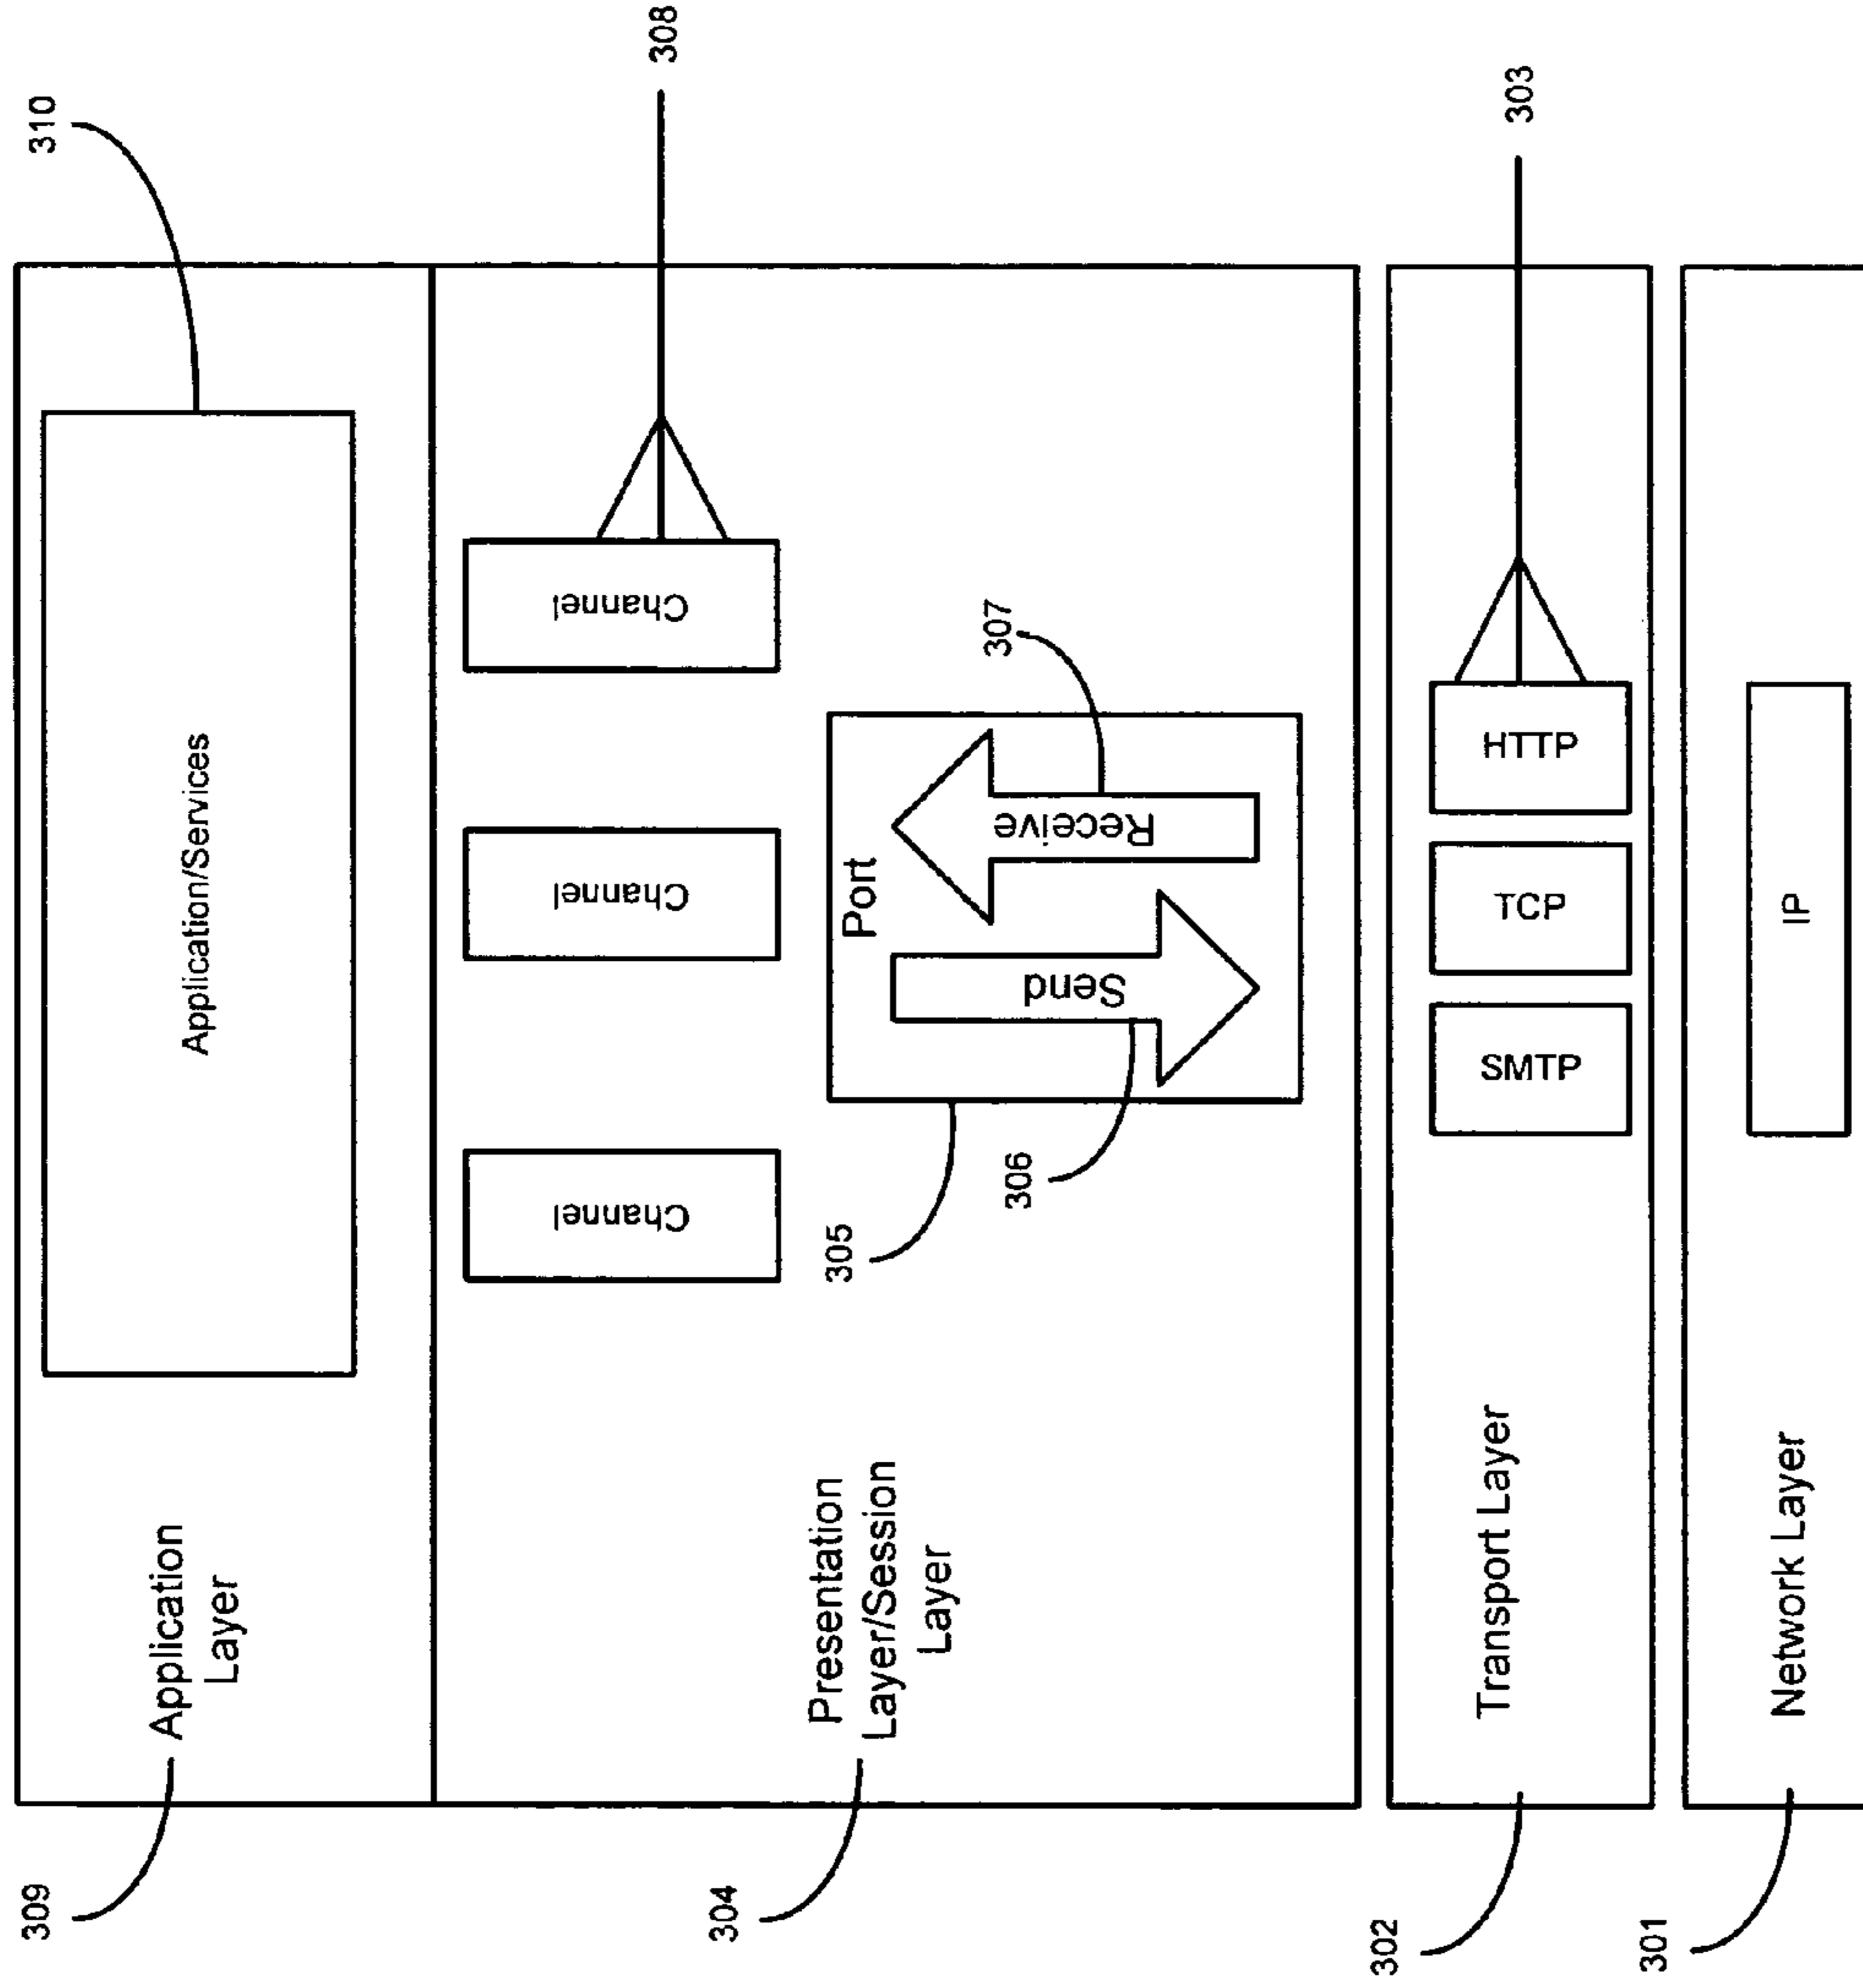 309
Application
Layer
Application/Services
310
304
Presentation
Layer/Session
Layer
Channel
Channel
Channel
308
305
Port
306
Send
Receive
307
302
Transport Layer
SMTP
TCP
HTTP
303
301
Network Layer
IP